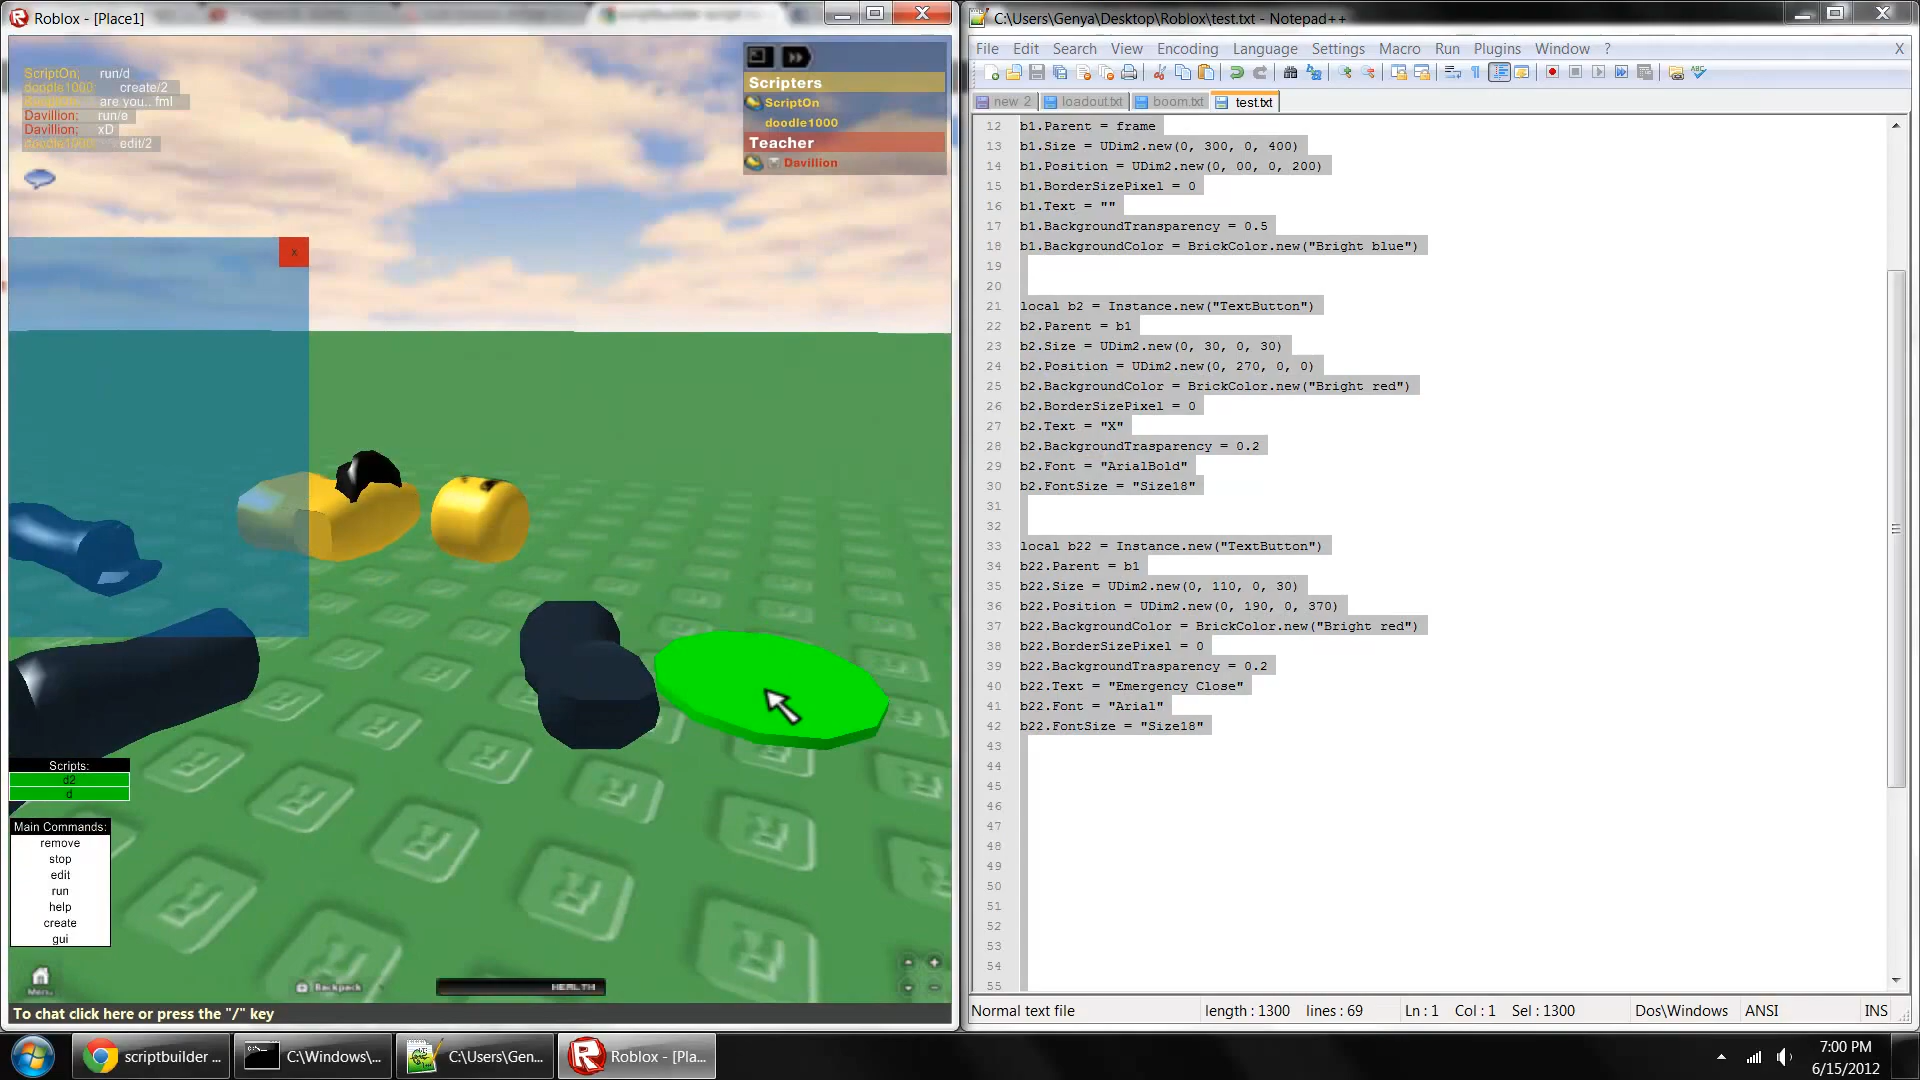 Roblox - [Place1]
ScriptOn; run/d
doodle1000; create/2
are you.. fml
Davillion; run/e
Davillion; xD
doodle1000; edit/2
Scripters
ScriptOn
doodle1000
Teacher
Davillion
x
Scripts:
d2
d
Main Commands:
remove
stop
edit
run
help
create
gui
Menu
Backpack
HEALTH
To chat click here or press the "/" key
C:\Users\Genya\Desktop\Roblox\test.txt - Notepad++
File Edit Search View Encoding Language Settings Macro Run Plugins Window ? X
new 2 loadout.txt boom.txt test.txt
12 b1.Parent = frame
13 b1.Size = UDim2.new(0, 300, 0, 400)
14 b1.Position = UDim2.new(0, 00, 0, 200)
15 b1.BorderSizePixel = 0
16 b1.Text = ""
17 b1.BackgroundTransparency = 0.5
18 b1.BackgroundColor = BrickColor.new("Bright blue")
19
20
21 local b2 = Instance.new("TextButton")
22 b2.Parent = b1
23 b2.Size = UDim2.new(0, 30, 0, 30)
24 b2.Position = UDim2.new(0, 270, 0, 0)
25 b2.BackgroundColor = BrickColor.new("Bright red")
26 b2.BorderSizePixel = 0
27 b2.Text = "X"
28 b2.BackgroundTrasparency = 0.2
29 b2.Font = "ArialBold"
30 b2.FontSize = "Size18"
31
32
33 local b22 = Instance.new("TextButton")
34 b22.Parent = b1
35 b22.Size = UDim2.new(0, 110, 0, 30)
36 b22.Position = UDim2.new(0, 190, 0, 370)
37 b22.BackgroundColor = BrickColor.new("Bright red")
38 b22.BorderSizePixel = 0
39 b22.BackgroundTrasparency = 0.2
40 b22.Text = "Emergency Close"
41 b22.Font = "Arial"
42 b22.FontSize = "Size18"
43
44
45
46
47
48
49
50
51
52
53
54
55
Normal text file length : 1300 lines : 69 Ln : 1 Col : 1 Sel : 1300 Dos\Windows ANSI INS
scriptbuilder ... C:\Windows\... C:\Users\Gen... Roblox - [Pla...
7:00 PM
6/15/2012